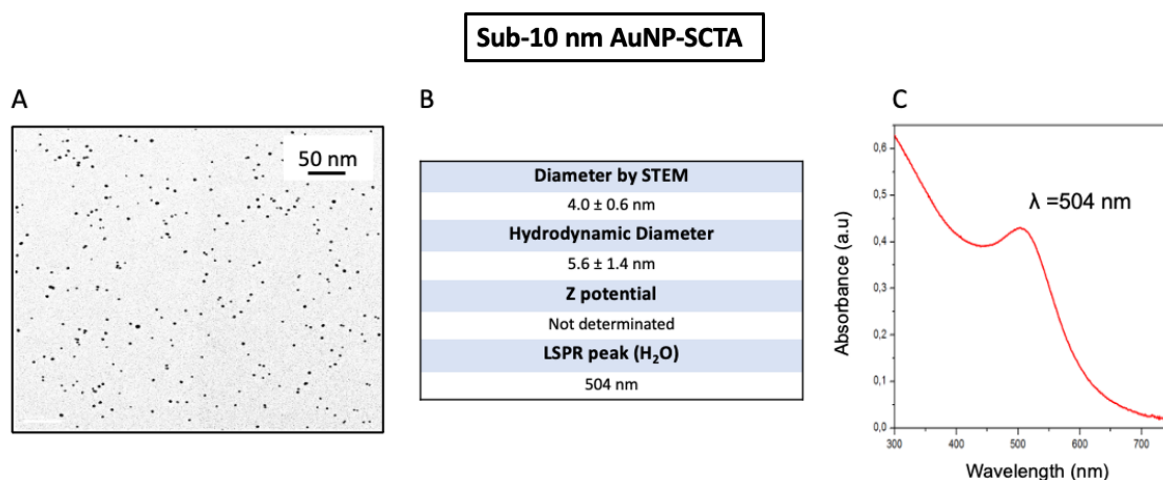 Sub-10 nm AuNP-SCTA
A
50 nm
B
Diameter by STEM
4.0 ± 0.6 nm
Hydrodynamic Diameter
5.6 ± 1.4 nm
Z potential
Not determinated
LSPR peak (H₂O)
504 nm
C
Absorbance (a.u)
0,6
0,5
0,4
0,3
0,2
0,1
0,0
λ =504 nm
300 400 500 600 700
Wavelength (nm)